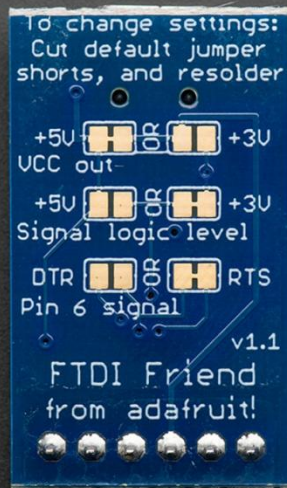 To change settings:
Cut default jumper
shorts, and resolder
+5V OR +3V
VCC out
+5V OR +3V
Signal logic level
DTR OR RTS
Pin 6 signal
v1.1
FTDI Friend
from adafruit!